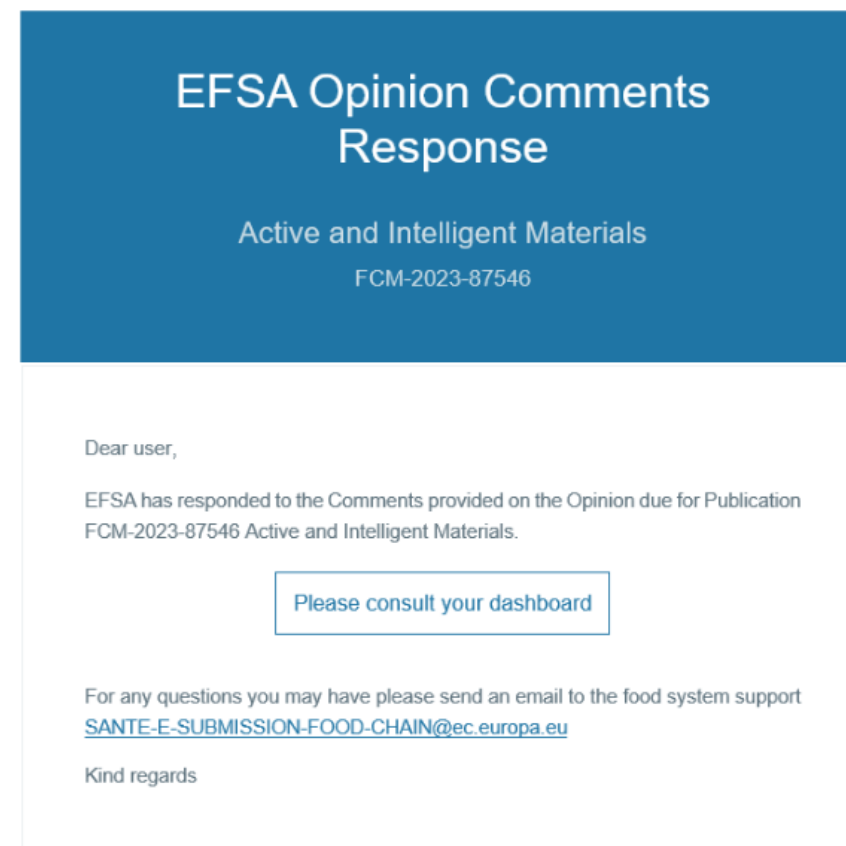 EFSA Opinion Comments
Response
Active and Intelligent Materials
FCM-2023-87546
Dear user,
EFSA has responded to the Comments provided on the Opinion due for Publication
FCM-2023-87546 Active and Intelligent Materials.
Please consult your dashboard
For any questions you may have please send an email to the food system support
SANTE-E-SUBMISSION-FOOD-CHAIN@ec.europa.eu
Kind regards